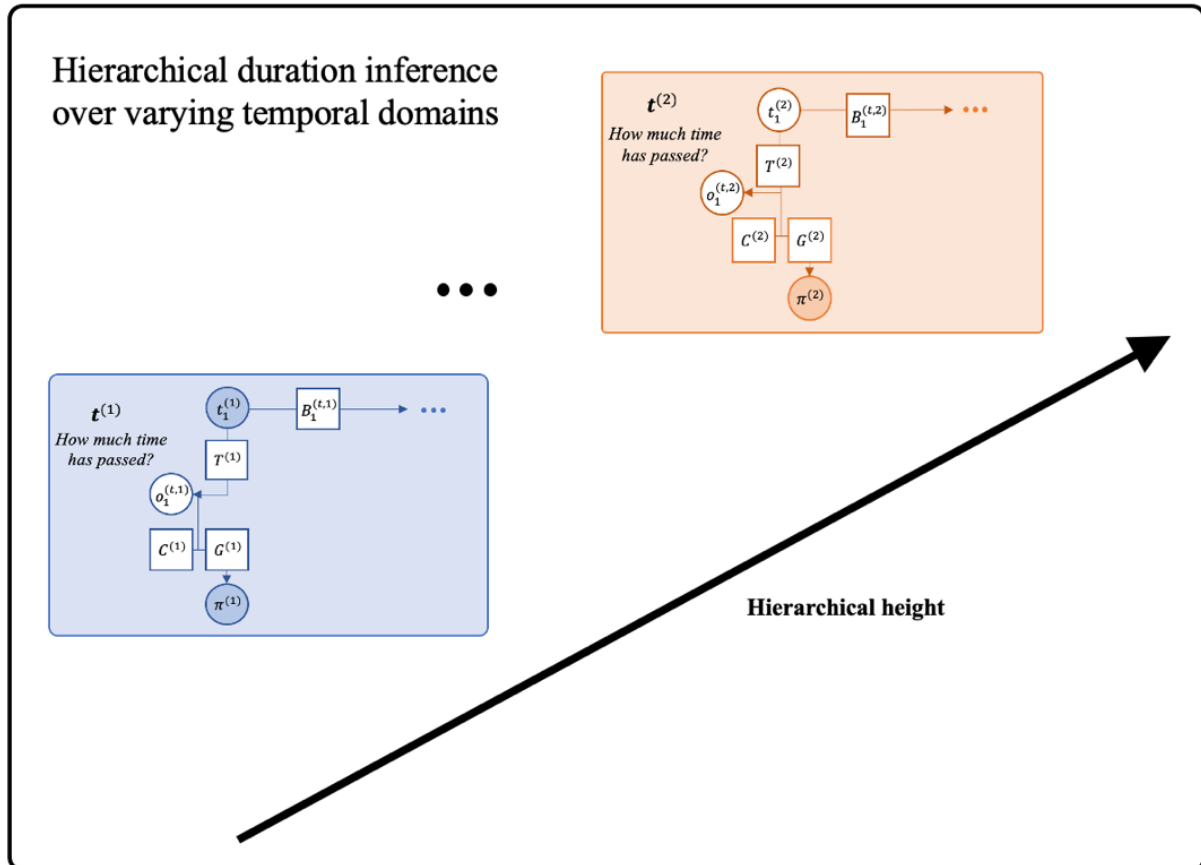 Hierarchical duration inference
over varying temporal domains
t^(2)
How much time
has passed?
t_1^(2)
B_1^(t,2)
...
T^(2)
o_1^(t,2)
C^(2)
G^(2)
π^(2)
...
t^(1)
How much time
has passed?
t_1^(1)
B_1^(t,1)
...
T^(1)
o_1^(t,1)
C^(1)
G^(1)
π^(1)
Hierarchical height